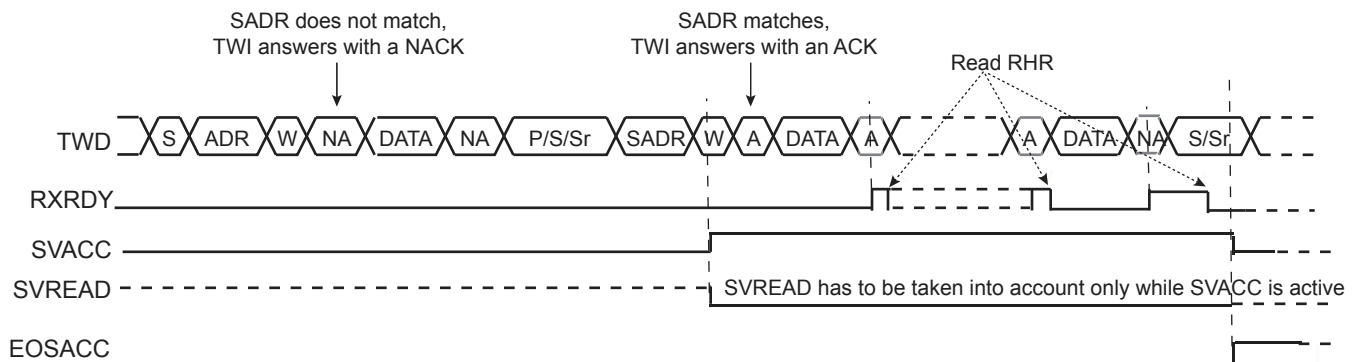 SADR does not match,
TWI answers with a NACK
SADR matches,
TWI answers with an ACK
Read RHR
TWD S ADR W NA DATA NA P/S/Sr SADR W A DATA A A DATA NA S/Sr
RXRDY
SVACC
SVREAD SVREAD has to be taken into account only while SVACC is active
EOSACC